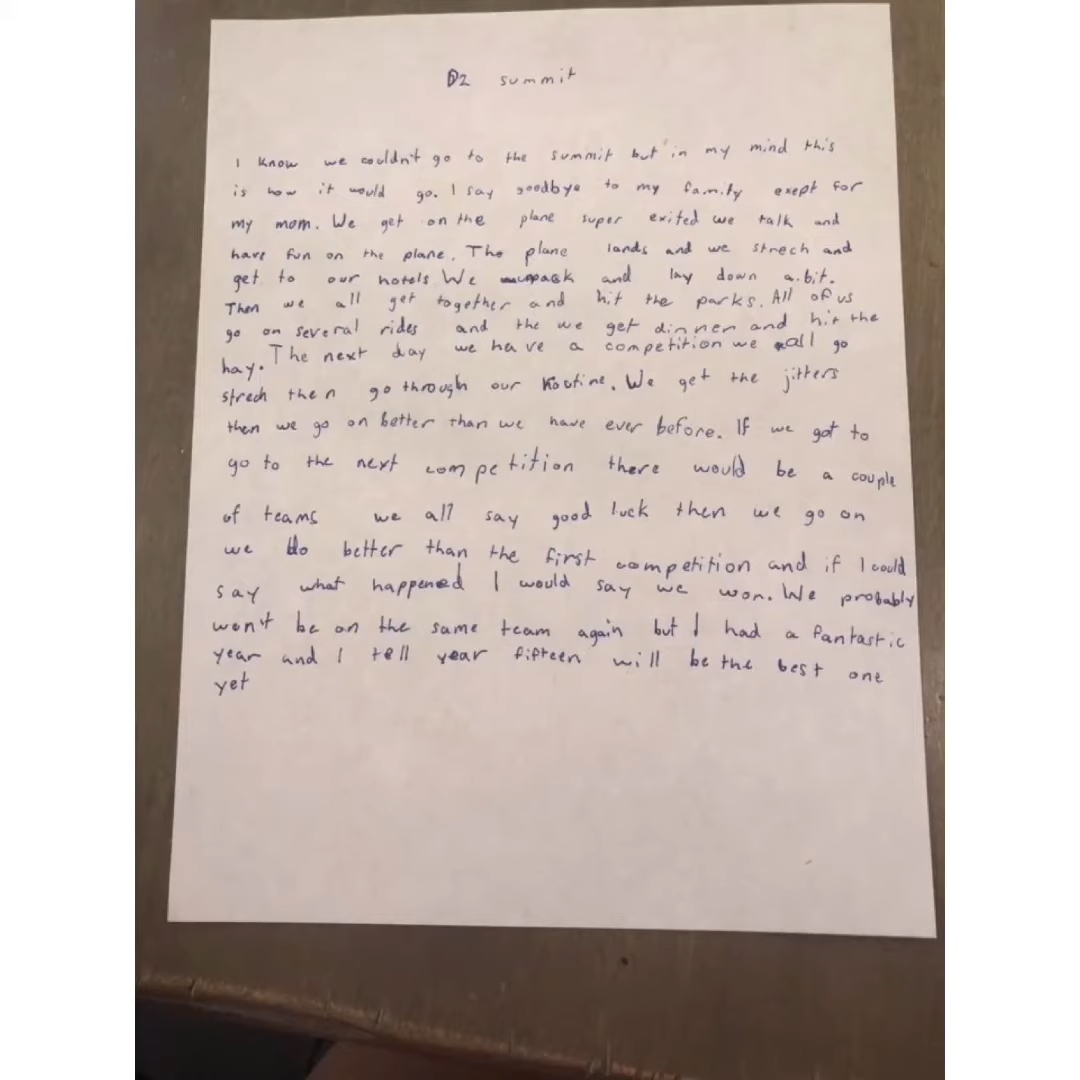 D2 summit
I know we couldn't go to the summit but in my mind this
is how it would go. I say goodbye to my family exept for
my mom. We get on the plane super exited we talk and
have fun on the plane. The plane lands and we strech and
get to our hotels We unpack and lay down a bit.
Then we all get together and hit the parks. All of us
go on several rides and the we get dinner and hit the
hay. The next day we have a competition we all go
strech then go through our Routine. We get the jitters
then we go on better than we have ever before. If we got to
go to the next competition there would be a couple
of teams we all say good luck then we go on
we do better than the first competition and if I could
say what happened I would say we won. We probably
won't be on the same team again but I had a fantastic
year and I tell year fifteen will be the best one
yet